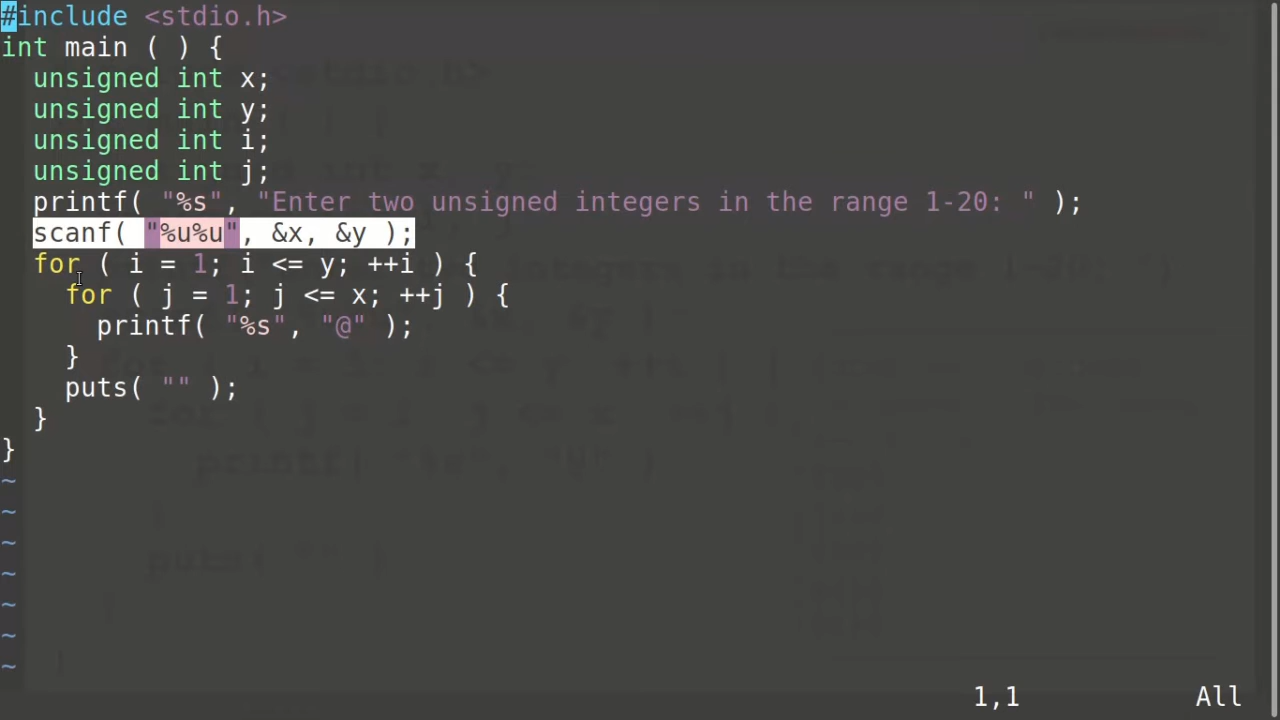 #include <stdio.h>
int main ( ) {
  unsigned int x;
  unsigned int y;
  unsigned int i;
  unsigned int j;
  printf( "%s", "Enter two unsigned integers in the range 1-20: " );
  scanf( "%u%u", &x, &y );
  for ( i = 1; i <= y; ++i ) {
    for ( j = 1; j <= x; ++j ) {
      printf( "%s", "@" );
    }
    puts( "" );
  }
}
~
~
~
~
~
~
~
1,1 All